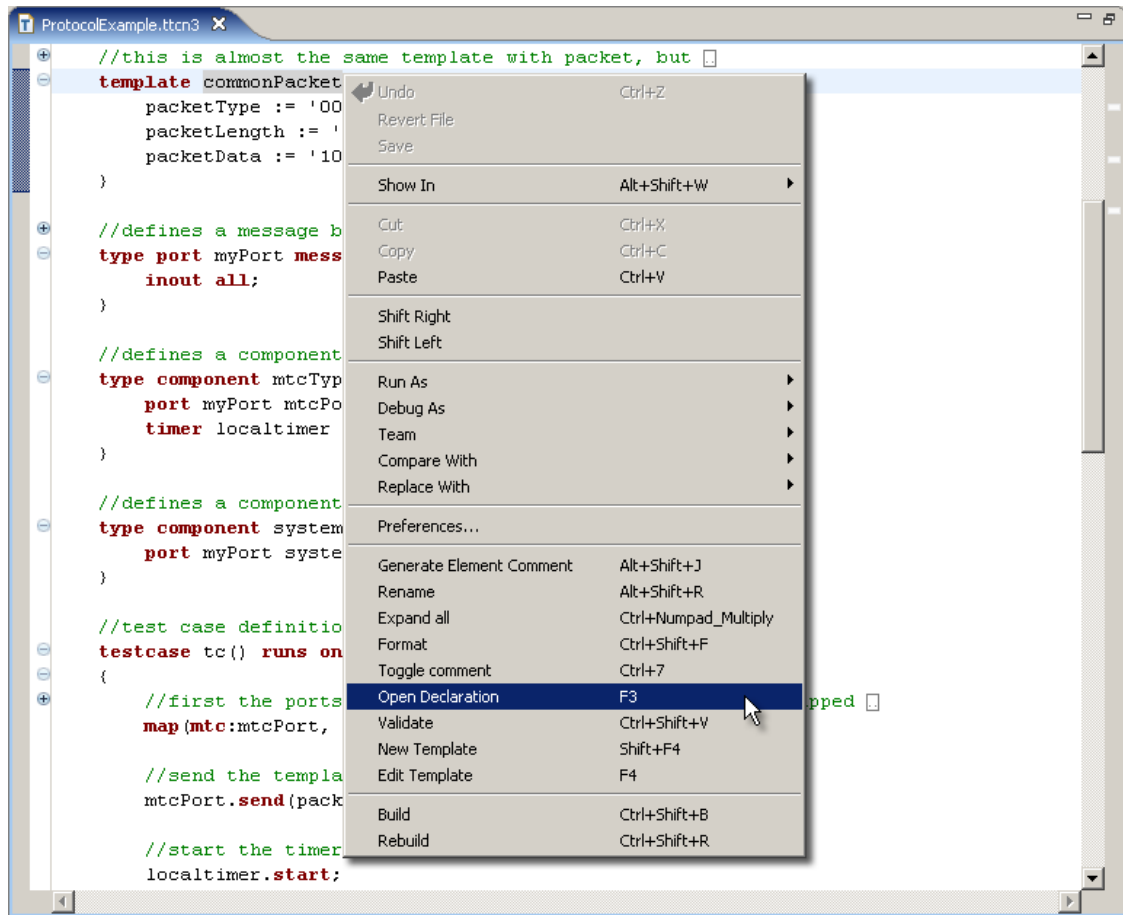 ProtocolExample.ttcn3
//this is almost the same template with packet, but
template commonPacket
packetType := '00
packetLength := '
packetData := '10
}
//defines a message b
type port myPort mess
inout all;
}
//defines a component
type component mtcTyp
port myPort mtcPo
timer localtimer
}
//defines a component
type component system
port myPort syste
}
//test case definitio
testcase tc() runs on
{
//first the ports pped
map(mtc:mtcPort,
//send the templa
mtcPort.send(pack
//start the timer
localtimer.start;
Undo Ctrl+Z
Revert File
Save
Show In Alt+Shift+W
Cut Ctrl+X
Copy Ctrl+C
Paste Ctrl+V
Shift Right
Shift Left
Run As
Debug As
Team
Compare With
Replace With
Preferences...
Generate Element Comment Alt+Shift+J
Rename Alt+Shift+R
Expand all Ctrl+Numpad_Multiply
Format Ctrl+Shift+F
Toggle comment Ctrl+7
Open Declaration F3
Validate Ctrl+Shift+V
New Template Shift+F4
Edit Template F4
Build Ctrl+Shift+B
Rebuild Ctrl+Shift+R